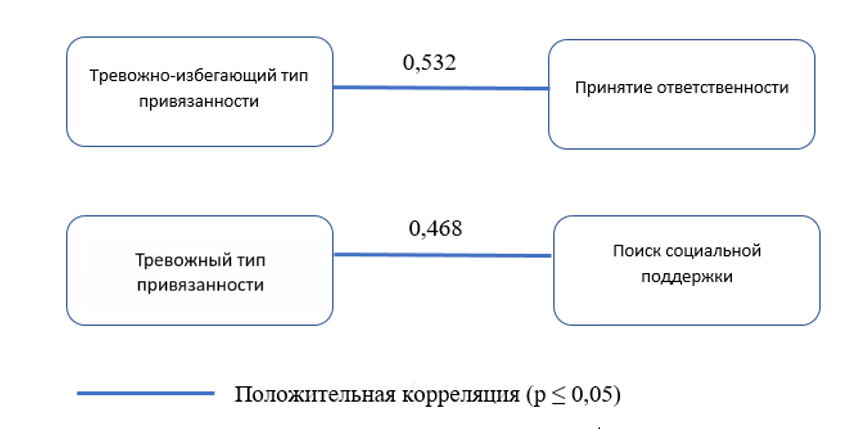 0,532
Тревожно-избегающий тип
привязанности
Принятие ответственности
0,468
Тревожный тип
привязанности
Поиск социальной
поддержки
Положительная корреляция (p ≤ 0,05)